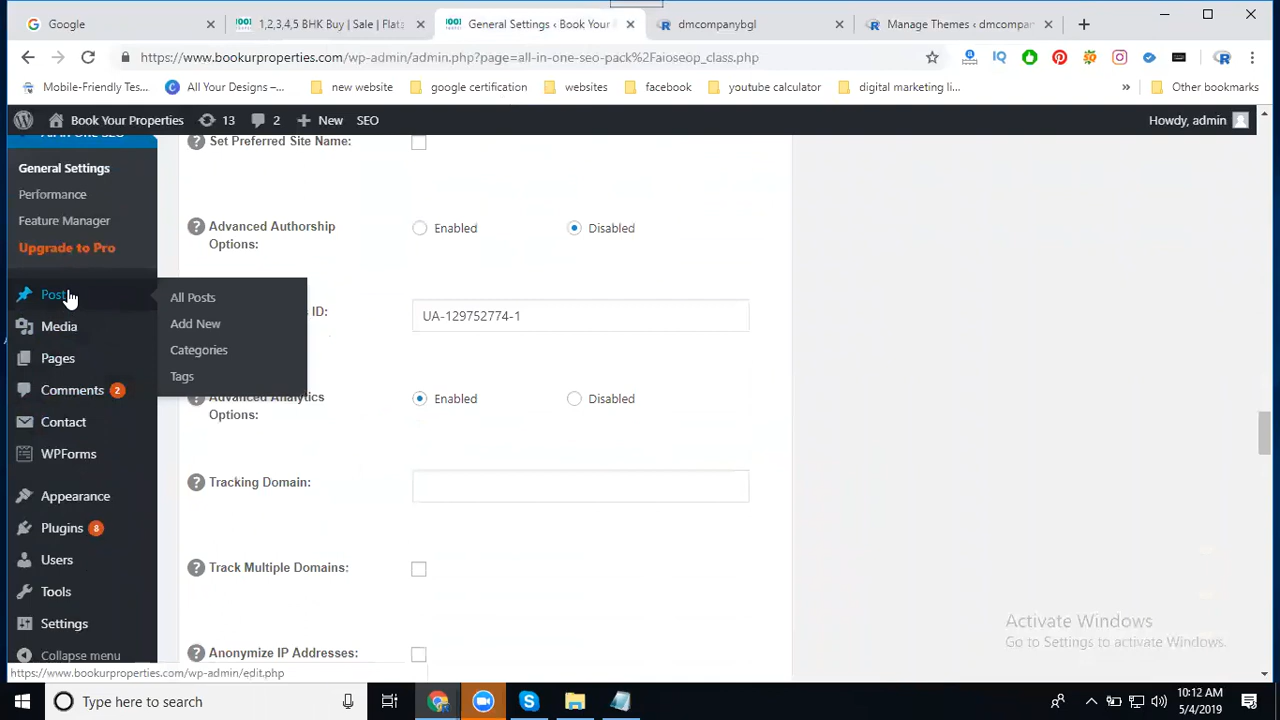 Google
1,2,3,4,5 BHK Buy | Sale | Flats
General Settings ‹ Book Your
dmcompanybgl
Manage Themes ‹ dmcompan
https://www.bookurproperties.com/wp-admin/admin.php?page=all-in-one-seo-pack%2Faioseop_class.php
Mobile-Friendly Tes...
All Your Designs –...
new website
google certification
websites
facebook
youtube calculator
digital marketing li...
»
Other bookmarks
Book Your Properties
13
2
New
SEO
Howdy, admin
All in One SEO
General Settings
Performance
Feature Manager
Upgrade to Pro
Posts
Media
Pages
Comments 2
Contact
WPForms
Appearance
Plugins 8
Users
Tools
Settings
Collapse menu
All Posts
Add New
Categories
Tags
Set Preferred Site Name:
Advanced Authorship
Options:
Enabled
Disabled
ID:
UA-129752774-1
Advanced Analytics
Options:
Enabled
Disabled
Tracking Domain:
Track Multiple Domains:
Anonymize IP Addresses:
Activate Windows
Go to Settings to activate Windows.
https://www.bookurproperties.com/wp-admin/edit.php
Type here to search
10:12 AM
5/4/2019